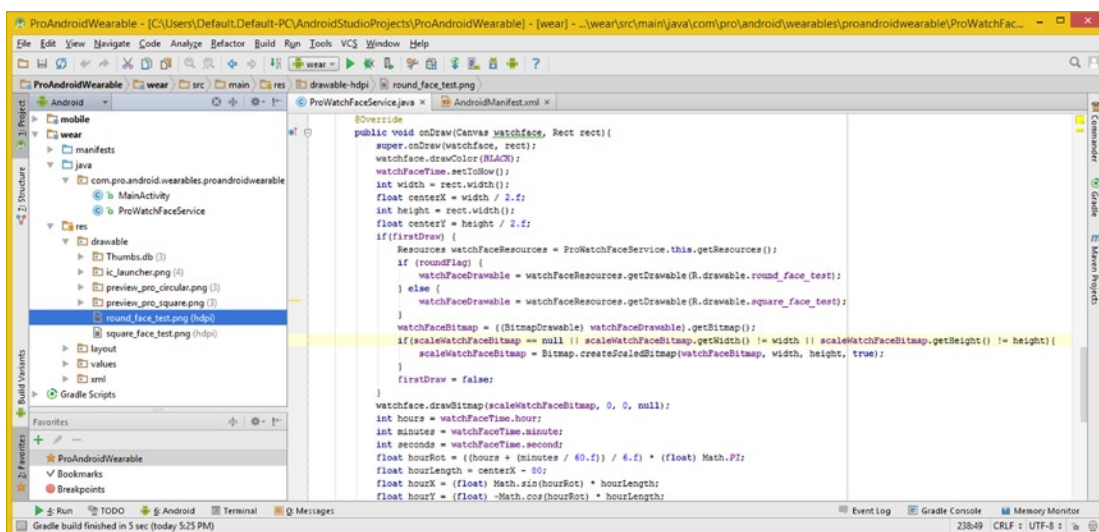 ProAndroidWearable - [C:\Users\Default.Default-PC\AndroidStudioProjects\ProAndroidWearable] - [wear] - ...\wear\src\main\java\com\pro\android\wearables\proandroidwearable\ProWatchFac...
File Edit View Navigate Code Analyze Refactor Build Run Tools VCS Window Help
wear
ProAndroidWearable wear src main res drawable-hdpi round_face_test.png
Android
ProWatchFaceService.java × AndroidManifest.xml ×
1: Project
Z: Structure
Build Variants
2: Favorites
mobile
wear
manifests
java
com.pro.android.wearables.proandroidwearable
MainActivity
ProWatchFaceService
res
drawable
Thumbs.db (3)
ic_launcher.png (4)
preview_pro_circular.png (3)
preview_pro_square.png (3)
round_face_test.png (hdpi)
square_face_test.png (hdpi)
layout
values
xml
Gradle Scripts
Favorites
ProAndroidWearable
Bookmarks
Breakpoints
@Override
public void onDraw(Canvas watchface, Rect rect){
super.onDraw(watchface, rect);
watchface.drawColor(BLACK);
watchFaceTime.setToNow();
int width = rect.width();
float centerX = width / 2.f;
int height = rect.width();
float centerY = height / 2.f;
if(firstDraw) {
Resources watchFaceResources = ProWatchFaceService.this.getResources();
if (roundFlag) {
watchFaceDrawable = watchFaceResources.getDrawable(R.drawable.round_face_test);
} else {
watchFaceDrawable = watchFaceResources.getDrawable(R.drawable.square_face_test);
}
watchFaceBitmap = ((BitmapDrawable) watchFaceDrawable).getBitmap();
if(scaleWatchFaceBitmap == null || scaleWatchFaceBitmap.getWidth() != width || scaleWatchFaceBitmap.getHeight() != height){
scaleWatchFaceBitmap = Bitmap.createScaledBitmap(watchFaceBitmap, width, height, true);
}
firstDraw = false;
}
watchface.drawBitmap(scaleWatchFaceBitmap, 0, 0, null);
int hours = watchFaceTime.hour;
int minutes = watchFaceTime.minute;
int seconds = watchFaceTime.second;
float hourRot = ((hours + (minutes / 60.f)) / 6.f) * (float) Math.PI;
float hourLength = centerX - 80;
float hourX = (float) Math.sin(hourRot) * hourLength;
float hourY = (float) -Math.cos(hourRot) * hourLength;
Commander
Gradle
Maven Projects
4: Run TODO 6: Android Terminal 0: Messages Event Log Gradle Console Memory Monitor
Gradle build finished in 5 sec (today 5:25 PM) 238:49 CRLF UTF-8